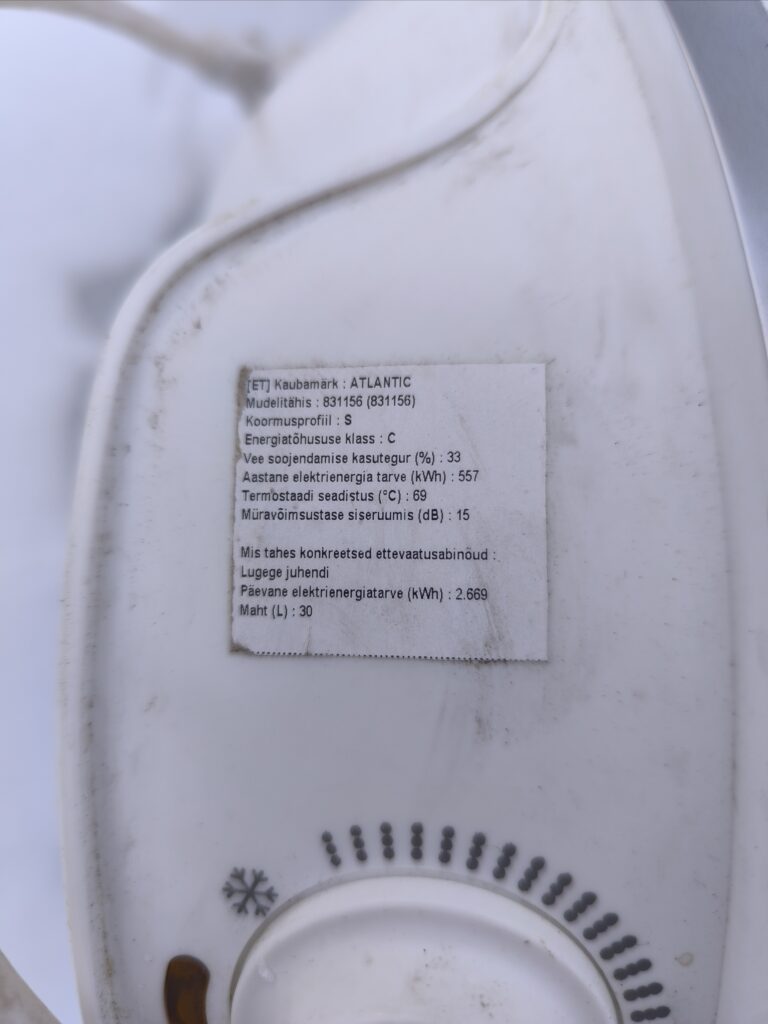 [ET] Kaubamärk : ATLANTIC
Mudelitähis : 831156 (831156)
Koormusprofiil : S
Energiatõhususe klass : C
Vee soojendamise kasutegur (%) : 33
Aastane elektrienergia tarve (kWh) : 557
Termostaadi seadistus (°C) : 69
Müravõimsustase siseruumis (dB) : 15
Mis tahes konkreetsed ettevaatusabinõud :
Lugege juhendi
Päevane elektrienergiatarve (kWh) : 2.669
Maht (L) : 30